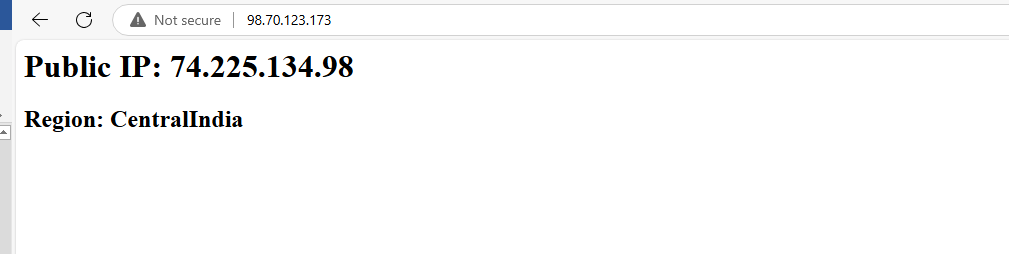 Not secure 98.70.123.173
Public IP: 74.225.134.98
Region: CentralIndia